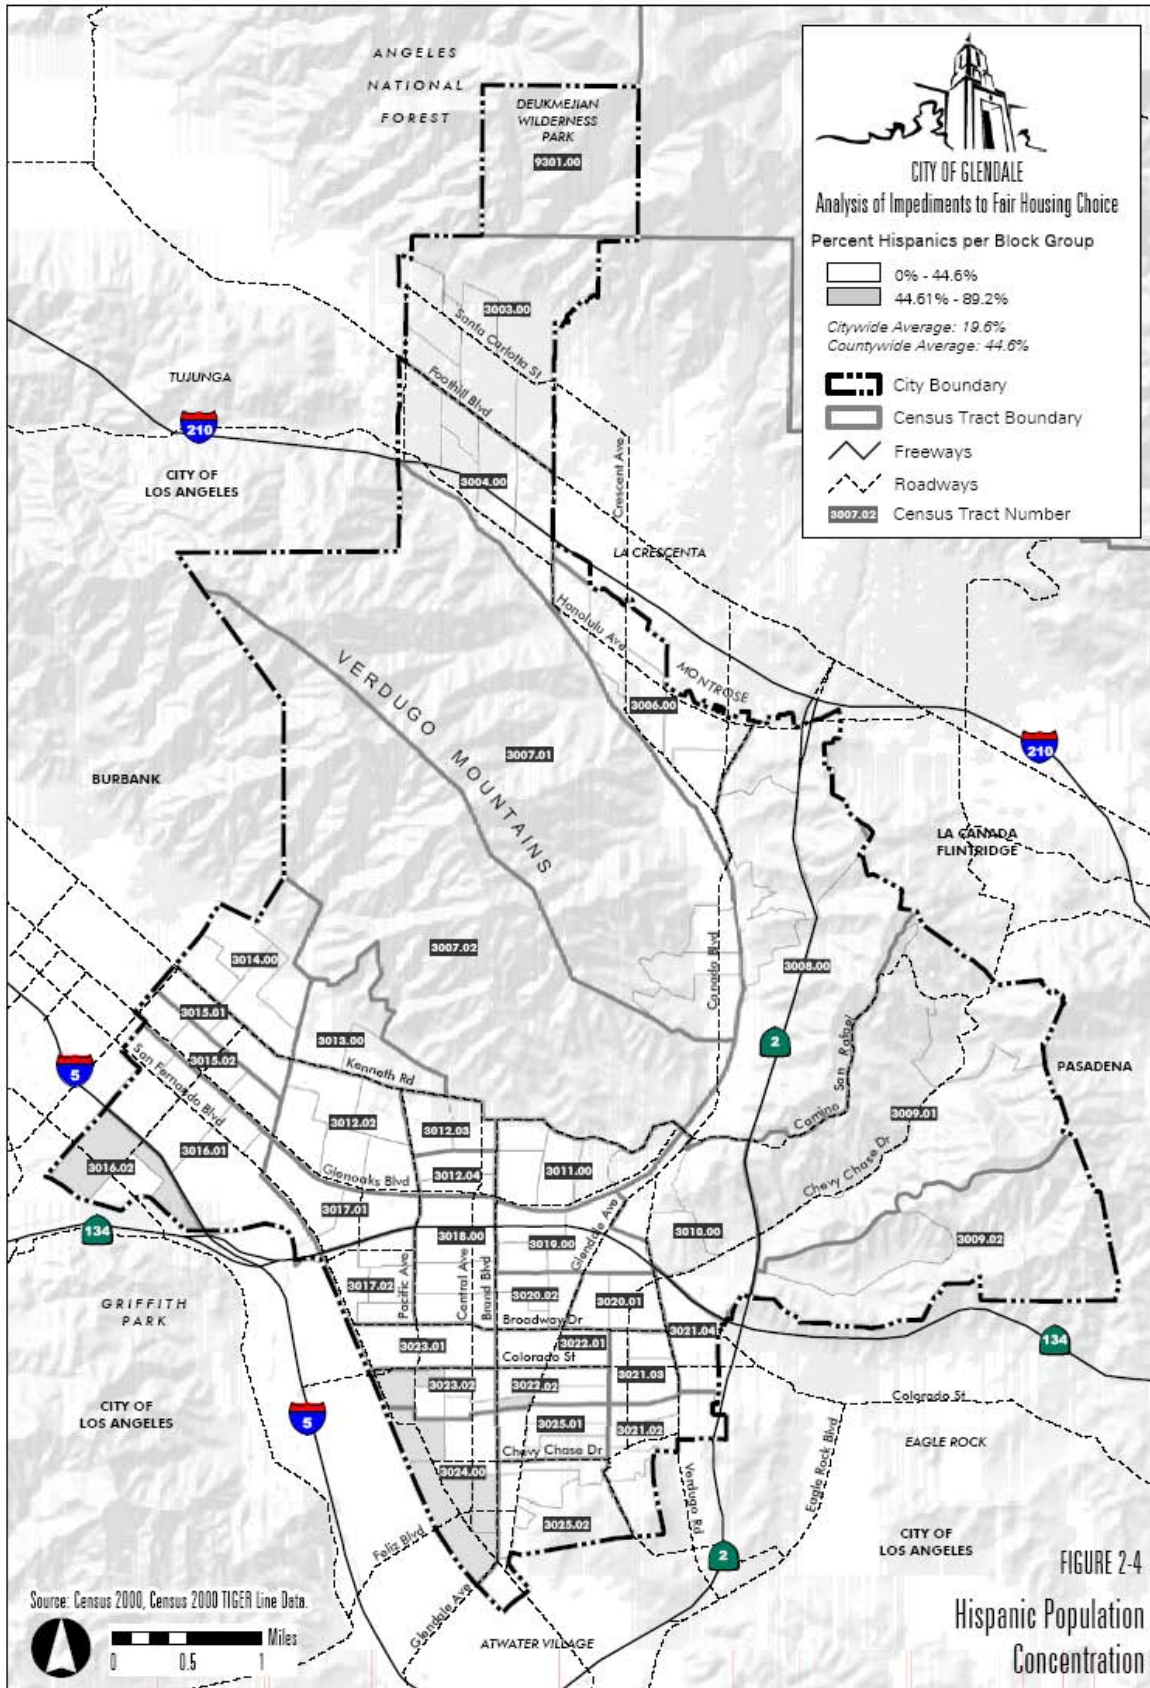 ANGELES
NATIONAL
FOREST
DEUKMEJIAN
WILDERNESS
PARK
9301.00
CITY OF GLENDALE
Analysis of Impediments to Fair Housing Choice
Percent Hispanics per Block Group
0% - 44.6%
44.61% - 89.2%
Citywide Average: 19.6%
Countywide Average: 44.6%
City Boundary
Census Tract Boundary
Freeways
Roadways
3007.02 Census Tract Number
3003.00
Santa Carlotta St
Foothill Blvd
TUJUNGA
210
CITY OF
LOS ANGELES
3004.00
Crescent Ave
LA CRESCENTA
Honolulu Ave
MONTROSE
3006.00
VERDUGO MOUNTAINS
3007.01
210
BURBANK
LA CANADA
FLINTRIDGE
3007.02
3014.00
Canada Blvd
3008.00
3015.01
3013.00
2
San Rafael
Camino
PASADENA
San Fernando Blvd
3015.02
5
Kenneth Rd
3009.01
3012.02
3012.03
3016.01
3016.02
Glenoaks Blvd
3012.04
3011.00
Chevy Chase Dr
3017.01
134
3018.00
3019.00
Glendale Ave
3010.00
3009.02
3017.02
Pacific Ave
Central Ave
Brand Blvd
3020.02
3020.01
GRIFFITH
PARK
Broadway Dr
3021.04
134
3023.01
3022.01
Colorado St
3021.03
3023.02
3022.02
Colorado St
CITY OF
LOS ANGELES
5
3025.01
3021.02
Eagle Rock Blvd
EAGLE ROCK
Chevy Chase Dr
3024.00
Verdugo Rd
3025.02
Feliz Blvd
CITY OF
LOS ANGELES
2
FIGURE 2-4
Source: Census 2000, Census 2000 TIGER Line Data.
Glendale Ave
ATWATER VILLAGE
Hispanic Population
Concentration
Miles
0 0.5 1